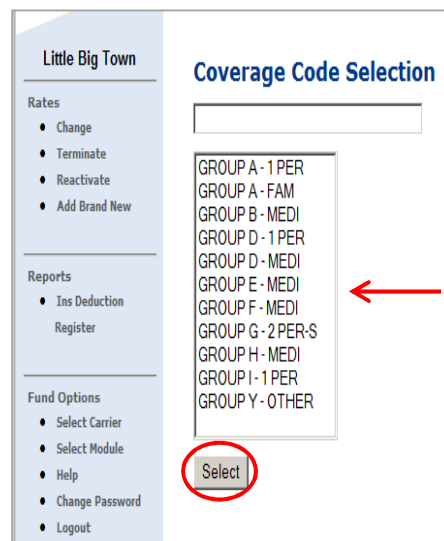 Little Big Town
Rates
Change
Terminate
Reactivate
Add Brand New
Reports
Ins Deduction
Register
Fund Options
Select Carrier
Select Module
Help
Change Password
Logout
Coverage Code Selection
GROUP A - 1 PER
GROUP A - FAM
GROUP B - MEDI
GROUP D - 1 PER
GROUP D - MEDI
GROUP E - MEDI
GROUP F - MEDI
GROUP G - 2 PER-S
GROUP H - MEDI
GROUP I - 1 PER
GROUP Y - OTHER
Select